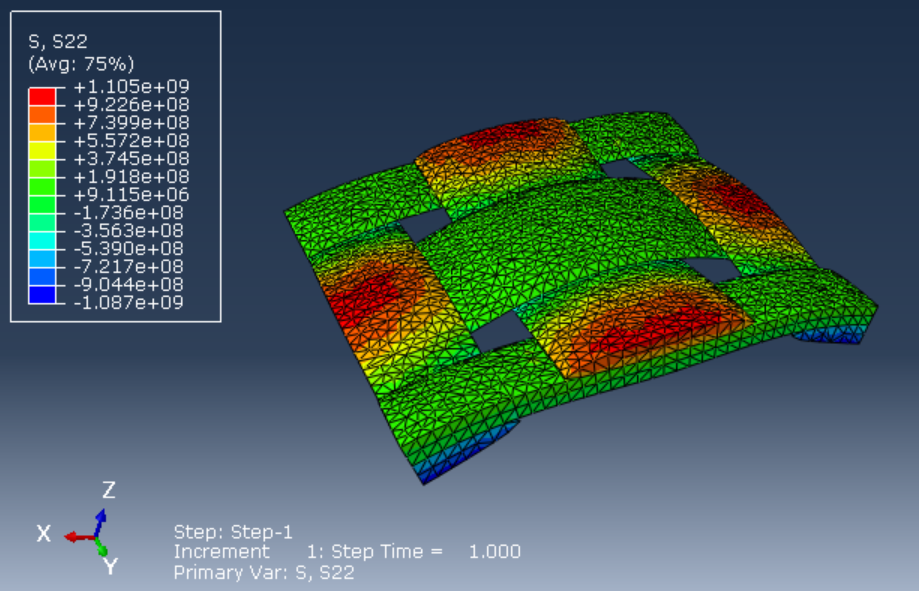 S, S22
(Avg: 75%)
+1.105e+09
+9.226e+08
+7.399e+08
+5.572e+08
+3.745e+08
+1.918e+08
+9.115e+06
-1.736e+08
-3.563e+08
-5.390e+08
-7.217e+08
-9.044e+08
-1.087e+09
Z
X
Y
Step: Step-1
Increment 1: Step Time = 1.000
Primary Var: S, S22